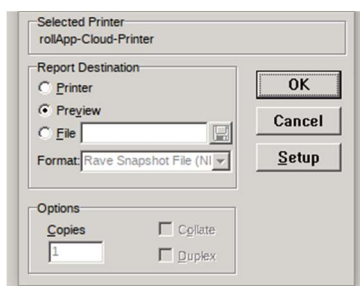 Selected Printer
rollApp-Cloud-Printer
Report Destination
Printer
Preview
File
Format: Rave Snapshot File (NI
OK
Cancel
Setup
Options
Copies
1
Collate
Duplex